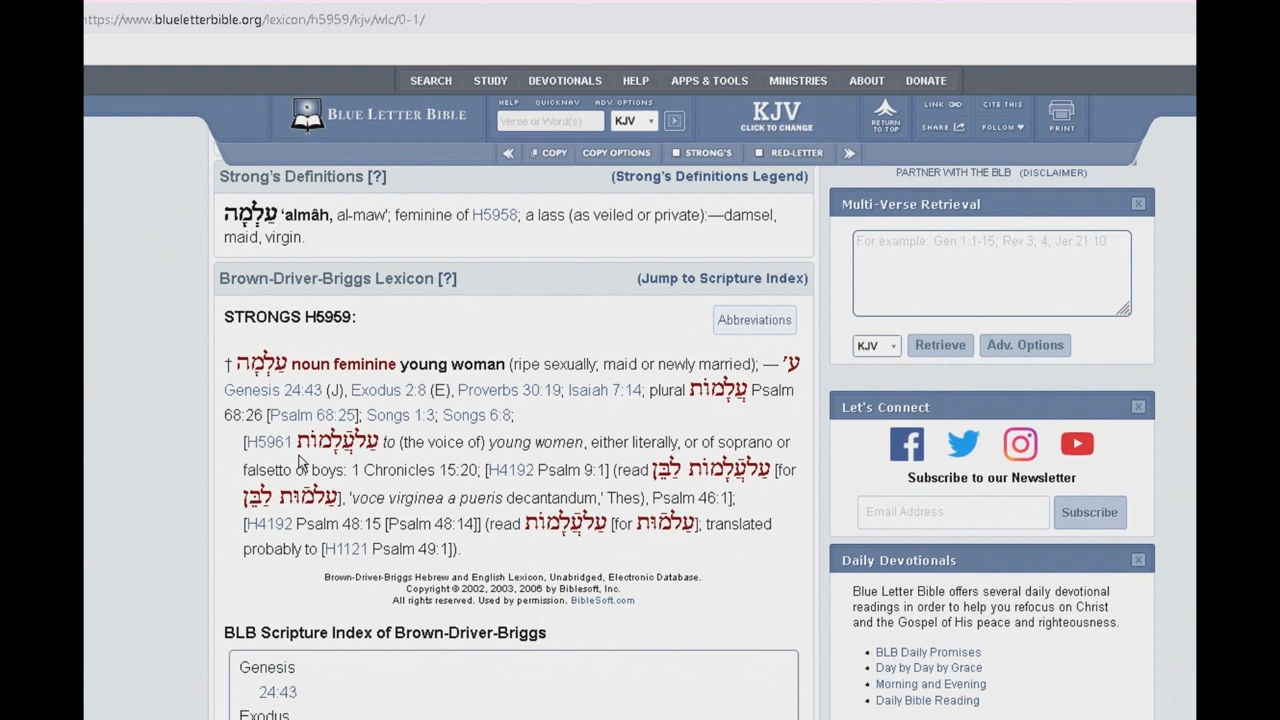 https://www.blueletterbible.org/lexicon/h5959/kjv/wlc/0-1/
SEARCH STUDY DEVOTIONALS HELP APPS & TOOLS MINISTRIES ABOUT DONATE
BLUE LETTER BIBLE
HELP QUICKNAV ADV. OPTIONS
Verse or Word(s) KJV
KJV
CLICK TO CHANGE
RETURN
TO TOP
LINK CITE THIS
SHARE FOLLOW
PRINT
COPY COPY OPTIONS STRONG'S RED-LETTER
Strong's Definitions [?] (Strong's Definitions Legend)
עַלְמָה ʻalmâh, al-maw'; feminine of H5958; a lass (as veiled or private):—damsel,
maid, virgin.
Brown-Driver-Briggs Lexicon [?] (Jump to Scripture Index)
STRONGS H5959:
Abbreviations
† עַלְמָה noun feminine young woman (ripe sexually; maid or newly married); — ע׳
Genesis 24:43 (J), Exodus 2:8 (E), Proverbs 30:19; Isaiah 7:14; plural עֲלָמוֹת Psalm
68:26 [Psalm 68:25]; Songs 1:3; Songs 6:8;
[H5961 עַלעֲֿלָמוֹת to (the voice of) young women, either literally, or of soprano or
falsetto of boys: 1 Chronicles 15:20; [H4192 Psalm 9:1] (read עַלעֲֿלָמוֹת לַבֵּן [for
עַלמֿוּת לַבֵּן], 'voce virginea a pueris decantandum,' Thes), Psalm 46:1];
[H4192 Psalm 48:15 [Psalm 48:14]] (read עַלעֲֿלָמוֹת [for עַלמֿוּת]; translated
probably to [H1121 Psalm 49:1]).
Brown-Driver-Briggs Hebrew and English Lexicon, Unabridged, Electronic Database.
Copyright © 2002, 2003, 2006 by Biblesoft, Inc.
All rights reserved. Used by permission. BibleSoft.com
BLB Scripture Index of Brown-Driver-Briggs
Genesis
24:43
Exodus
PARTNER WITH THE BLB (DISCLAIMER)
Multi-Verse Retrieval
For example: Gen 1:1-15; Rev 3; 4, Jer 21:10
KJV Retrieve Adv. Options
Let's Connect
Subscribe to our Newsletter
Email Address Subscribe
Daily Devotionals
Blue Letter Bible offers several daily devotional
readings in order to help you refocus on Christ
and the Gospel of His peace and righteousness.
BLB Daily Promises
Day by Day by Grace
Morning and Evening
Daily Bible Reading